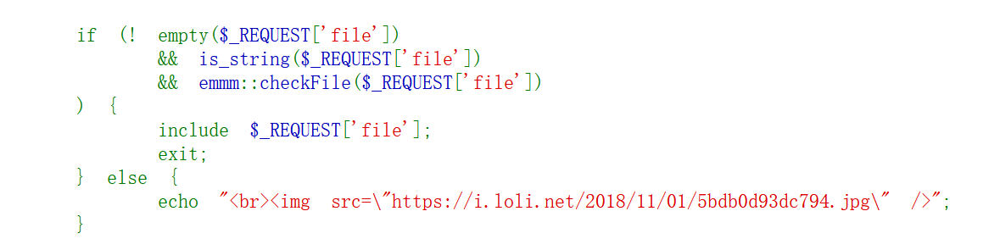 if (! empty($_REQUEST['file'])
&& is_string($_REQUEST['file'])
&& emmm::checkFile($_REQUEST['file'])
) {
include $_REQUEST['file'];
exit;
} else {
echo "<br><img src=\"https://i.loli.net/2018/11/01/5bdb0d93dc794.jpg\" />";
}